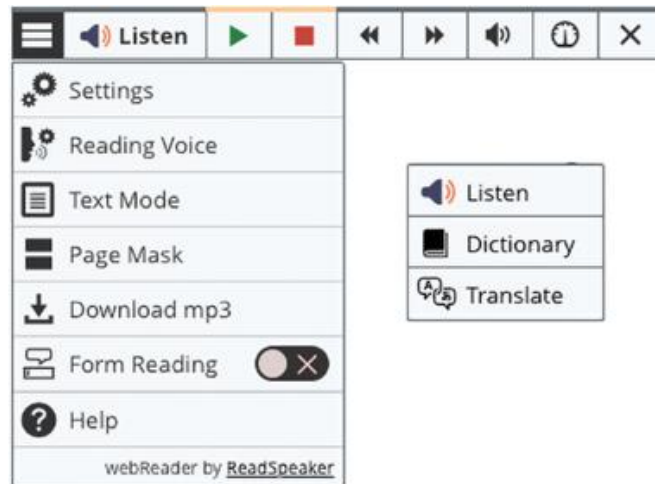 Listen
Settings
Reading Voice
Text Mode
Page Mask
Download mp3
Form Reading
Help
webReader by ReadSpeaker
Listen
Dictionary
Translate